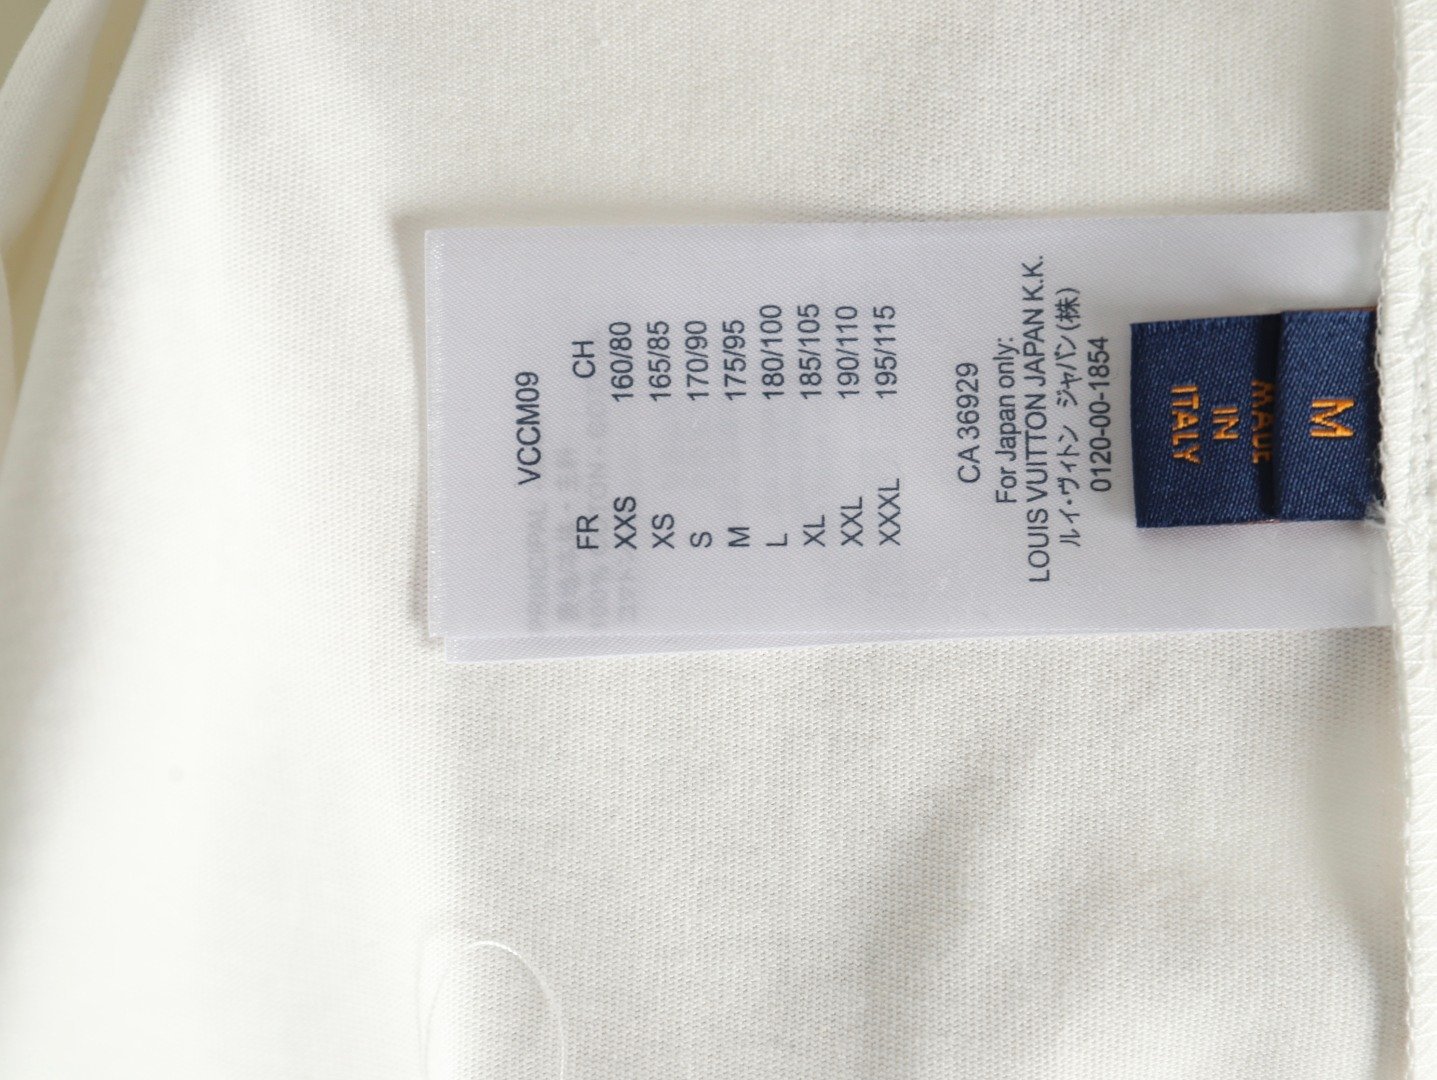 VCCM09
FR CH
XXS 160/80
XS 165/85
S 170/90
M 175/95
L 180/100
XL 185/105
XXL 190/110
XXXL 195/115
CA 36929
For Japan only:
LOUIS VUITTON JAPAN K.K.
ルイ・ヴィトン ジャパン(株)
0120-00-1854
M
MADE
IN
ITALY